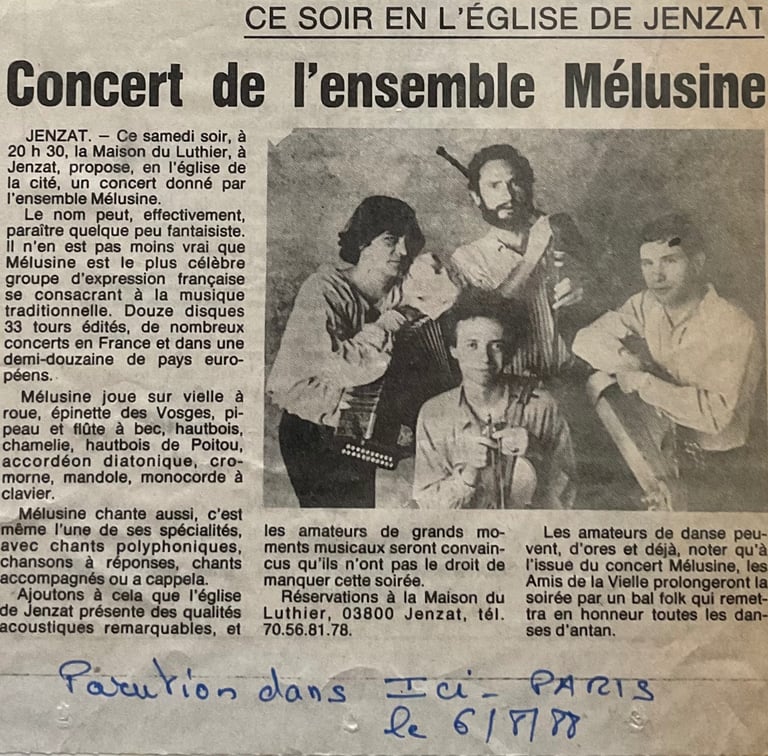 CE SOIR EN L'ÉGLISE DE JENZAT
Concert de l'ensemble Mélusine
JENZAT. – Ce samedi soir, à
20 h 30, la Maison du Luthier, à
Jenzat, propose, en l'église de
la cité, un concert donné par
l'ensemble Mélusine.
Le nom peut, effectivement,
paraître quelque peu fantaisiste.
Il n'en est pas moins vrai que
Mélusine est le plus célèbre
groupe d'expression française
se consacrant à la musique
traditionnelle. Douze disques
33 tours édités, de nombreux
concerts en France et dans une
demi-douzaine de pays euro-
péens.
Mélusine joue sur vielle à
roue, épinette des Vosges, pi-
peau et flûte à bec, hautbois,
chamelie, hautbois de Poitou,
accordéon diatonique, cro-
morne, mandole, monocorde à
clavier.
Mélusine chante aussi, c'est
même l'une de ses spécialités,
avec chants polyphoniques,
chansons à réponses, chants
accompagnés ou a cappela.
Ajoutons à cela que l'église
de Jenzat présente des qualités
acoustiques remarquables, et
les amateurs de grands mo-
ments musicaux seront convain-
cus qu'ils n'ont pas le droit de
manquer cette soirée.
Réservations à la Maison du
Luthier, 03800 Jenzat, tél.
70.56.81.78.
Les amateurs de danse peu-
vent, d'ores et déjà, noter qu'à
l'issue du concert Mélusine, les
Amis de la Vielle prolongeront la
soirée par un bal folk qui remet-
tra en honneur toutes les dan-
ses d'antan.
Parution dans Ici-PARIS
le 6/8/88